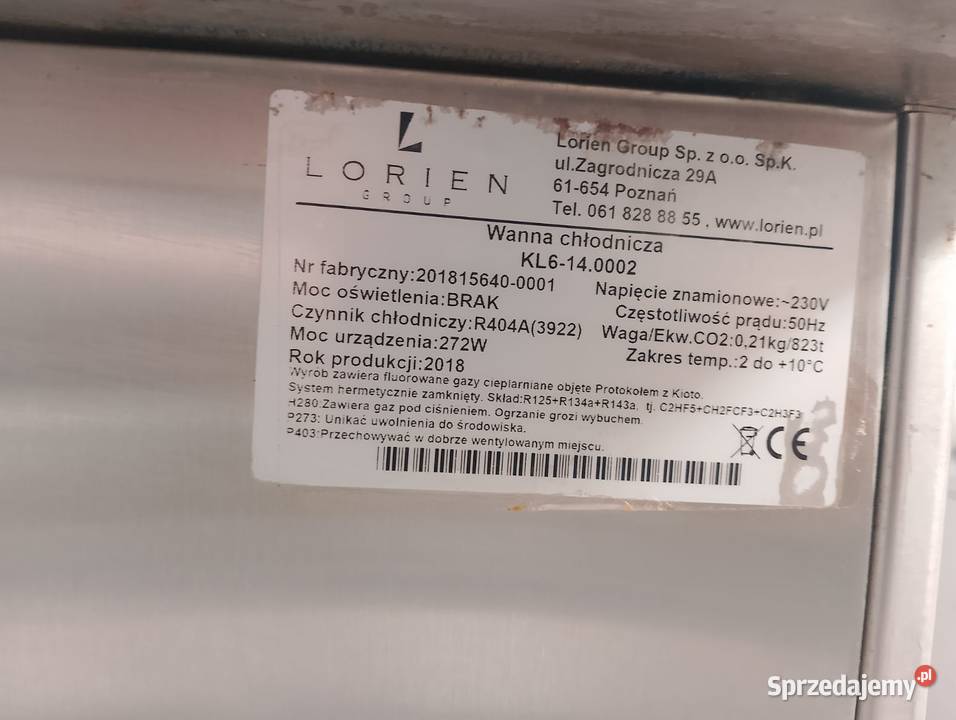 LORIEN
GROUP
Lorien Group Sp. z o.o. Sp.K.
ul.Zagrodnicza 29A
61-654 Poznań
Tel. 061 828 88 55 , www.lorien.pl
Wanna chłodnicza
KL6-14.0002
Nr fabryczny:201815640-0001
Moc oświetlenia:BRAK
Czynnik chłodniczy:R404A(3922)
Moc urządzenia:272W
Rok produkcji:2018
Napięcie znamionowe:~230V
Częstotliwość prądu:50Hz
Waga/Ekw.CO2:0,21kg/823t
Zakres temp.:2 do +10°C
Wyrób zawiera fluorowane gazy cieplarniane objęte Protokołem z Kioto.
System hermetycznie zamknięty. Skład:R125+R134a+R143a, tj. C2HF5+CH2FCF3+C2H3F3
H280:Zawiera gaz pod ciśnieniem. Ogrzanie grozi wybuchem.
P273: Unikać uwolnienia do środowiska.
P403:Przechowywać w dobrze wentylowanym miejscu.
CE
Sprzedajemy.pl